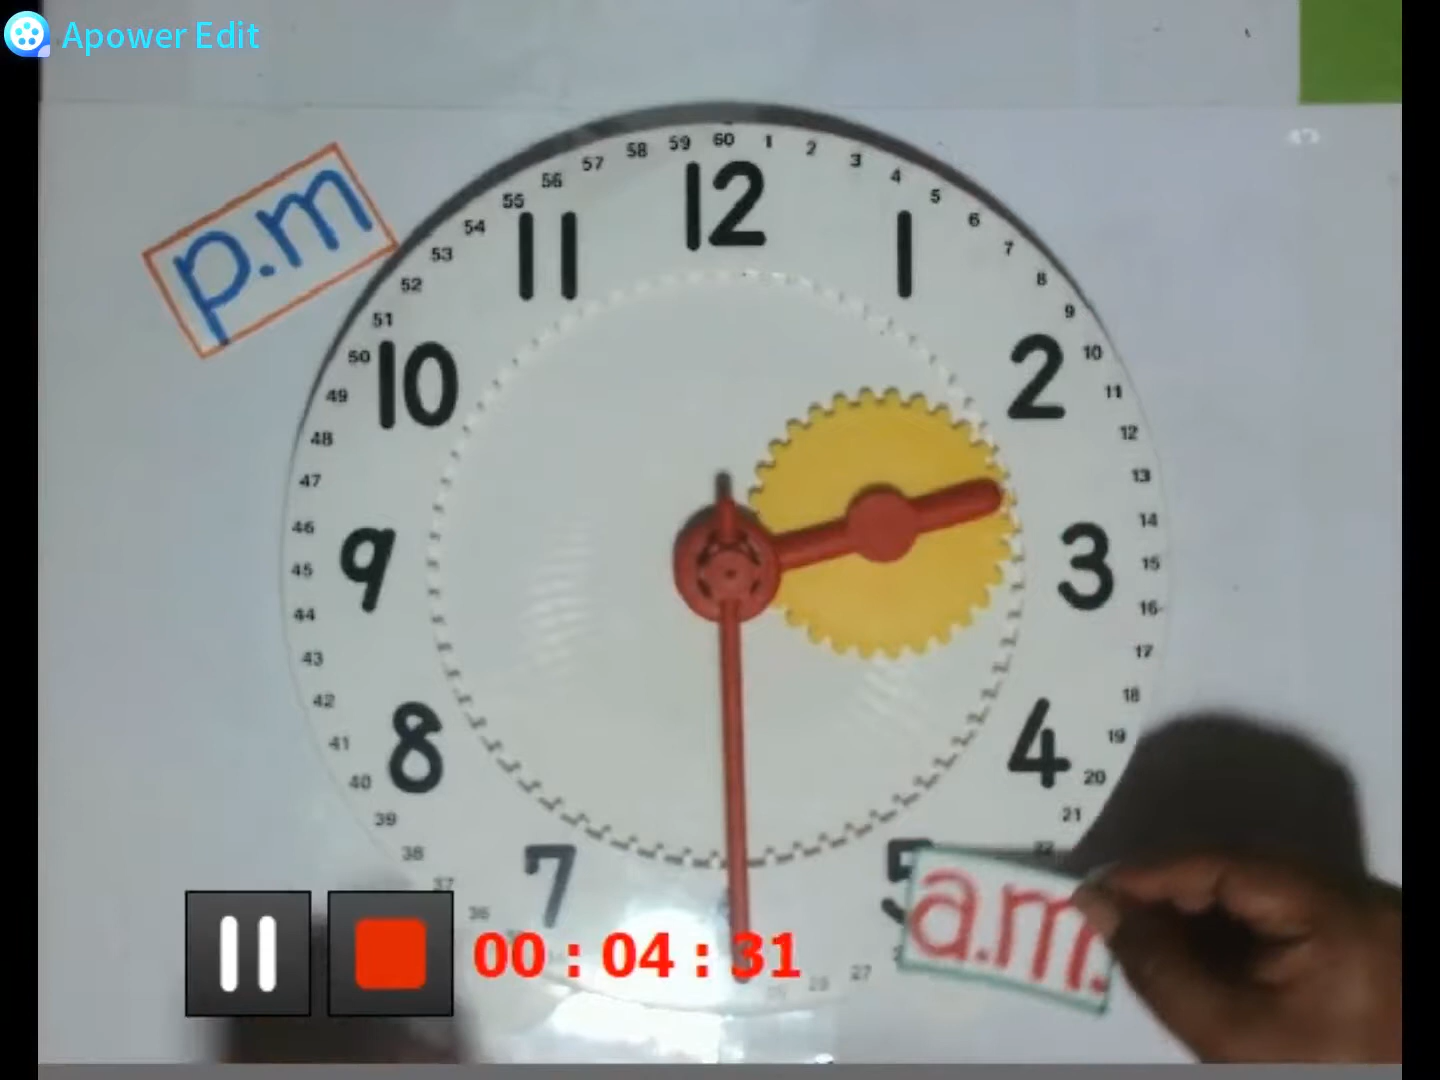 Apower Edit
p.m
60 1 2 3 4 5 6 7 8 9 10 11 12 13 14 15 16 17 18 19 20 21 22
27
36 37 38 39 40 41 42 43 44 45 46 47 48 49 50 51 52 53 54 55 56 57 58 59
12 1 2 3 4 5
7 8 9 10 11
a.m.
00 : 04 : 31